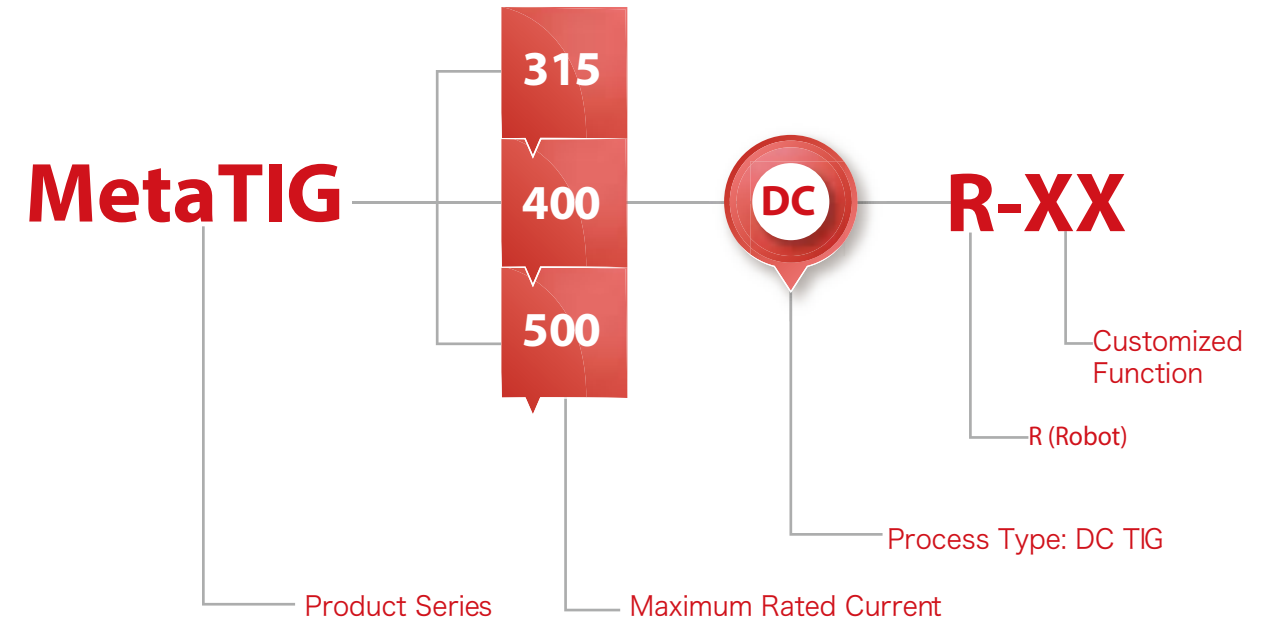 MetaTIG
315
400
500
DC
R-XX
Customized
Function
R (Robot)
Process Type: DC TIG
Product Series
Maximum Rated Current